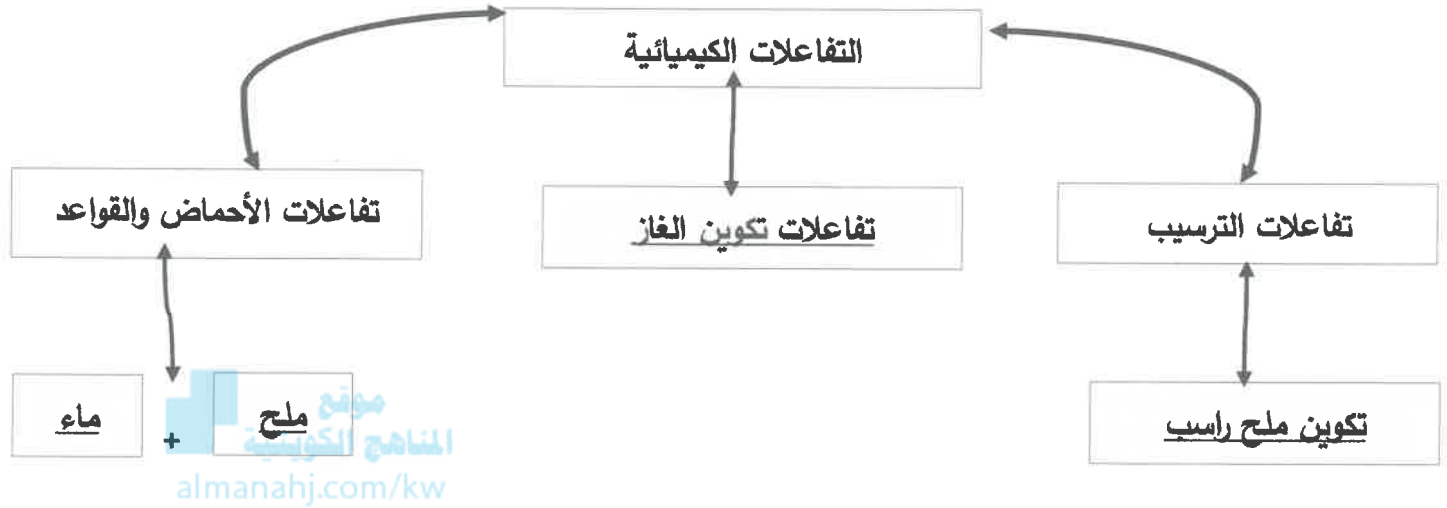 التفاعلات الكيميائية
تفاعلات الترسيب
تفاعلات تكوين الغاز
تفاعلات الأحماض والقواعد
تكوين ملح راسب
ملح
+
ماء
موقع
المناهج الكويتية
almanahj.com/kw